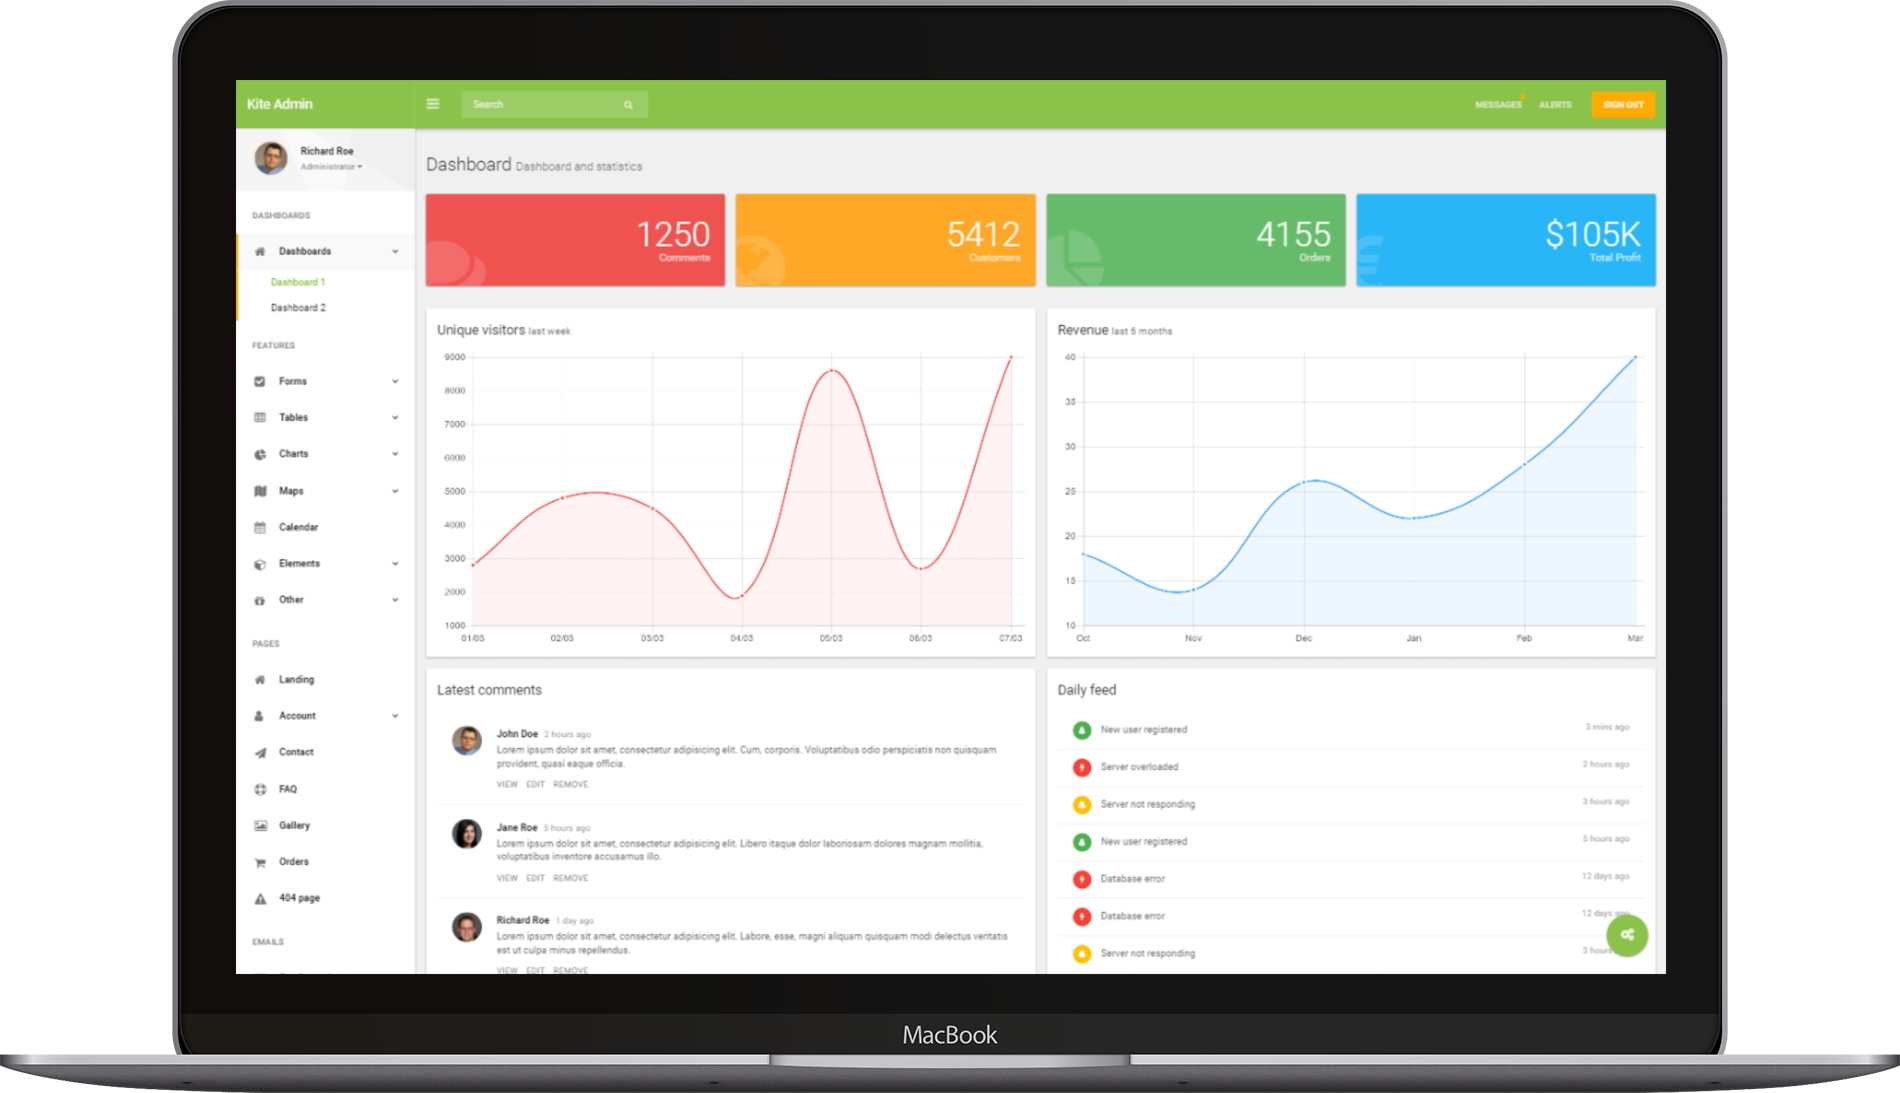 Kite Admin
Search
MESSAGES ALERTS SIGN OUT
Richard Roe
Administrator
DASHBOARDS
Dashboards
Dashboard 1
Dashboard 2
FEATURES
Forms
Tables
Charts
Maps
Calendar
Elements
Other
PAGES
Landing
Account
Contact
FAQ
Gallery
Orders
404 page
EMAILS
Dashboard Dashboard and statistics
1250
Comments
5412
Customers
4155
Orders
$105K
Total Profit
Unique visitors last week
9000
8000
7000
6000
5000
4000
3000
2000
1000
01/03 02/03 03/03 04/03 05/03 06/03 07/03
Revenue last 6 months
40
35
30
25
20
15
10
Oct Nov Dec Jan Feb Mar
Latest comments
John Doe 2 hours ago
Lorem ipsum dolor sit amet, consectetur adipisicing elit. Cum, corporis. Voluptatibus odio perspiciatis non quisquam
provident, quasi eaque officia.
VIEW EDIT REMOVE
Jane Roe 5 hours ago
Lorem ipsum dolor sit amet, consectetur adipisicing elit. Libero itaque dolor laboriosam dolores magnam mollitia,
voluptatibus inventore accusamus illo.
VIEW EDIT REMOVE
Richard Roe 1 day ago
Lorem ipsum dolor sit amet, consectetur adipisicing elit. Labore, esse, magni aliquam quisquam modi delectus veritatis
est ut culpa minus repellendus.
VIEW EDIT REMOVE
Daily feed
New user registered 3 mins ago
Server overloaded 2 hours ago
Server not responding 3 hours ago
New user registered 5 hours ago
Database error 12 days ago
Database error 12 days ago
Server not responding 3 hours
MacBook